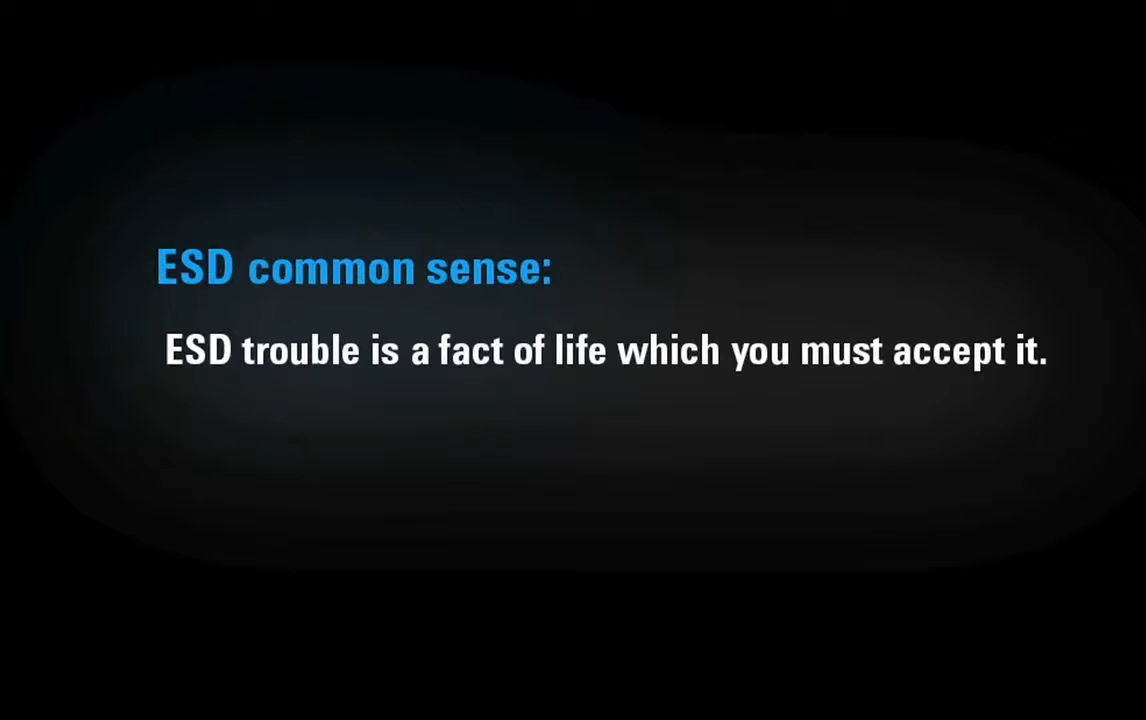 ESD common sense:
ESD trouble is a fact of life which you must accept it.